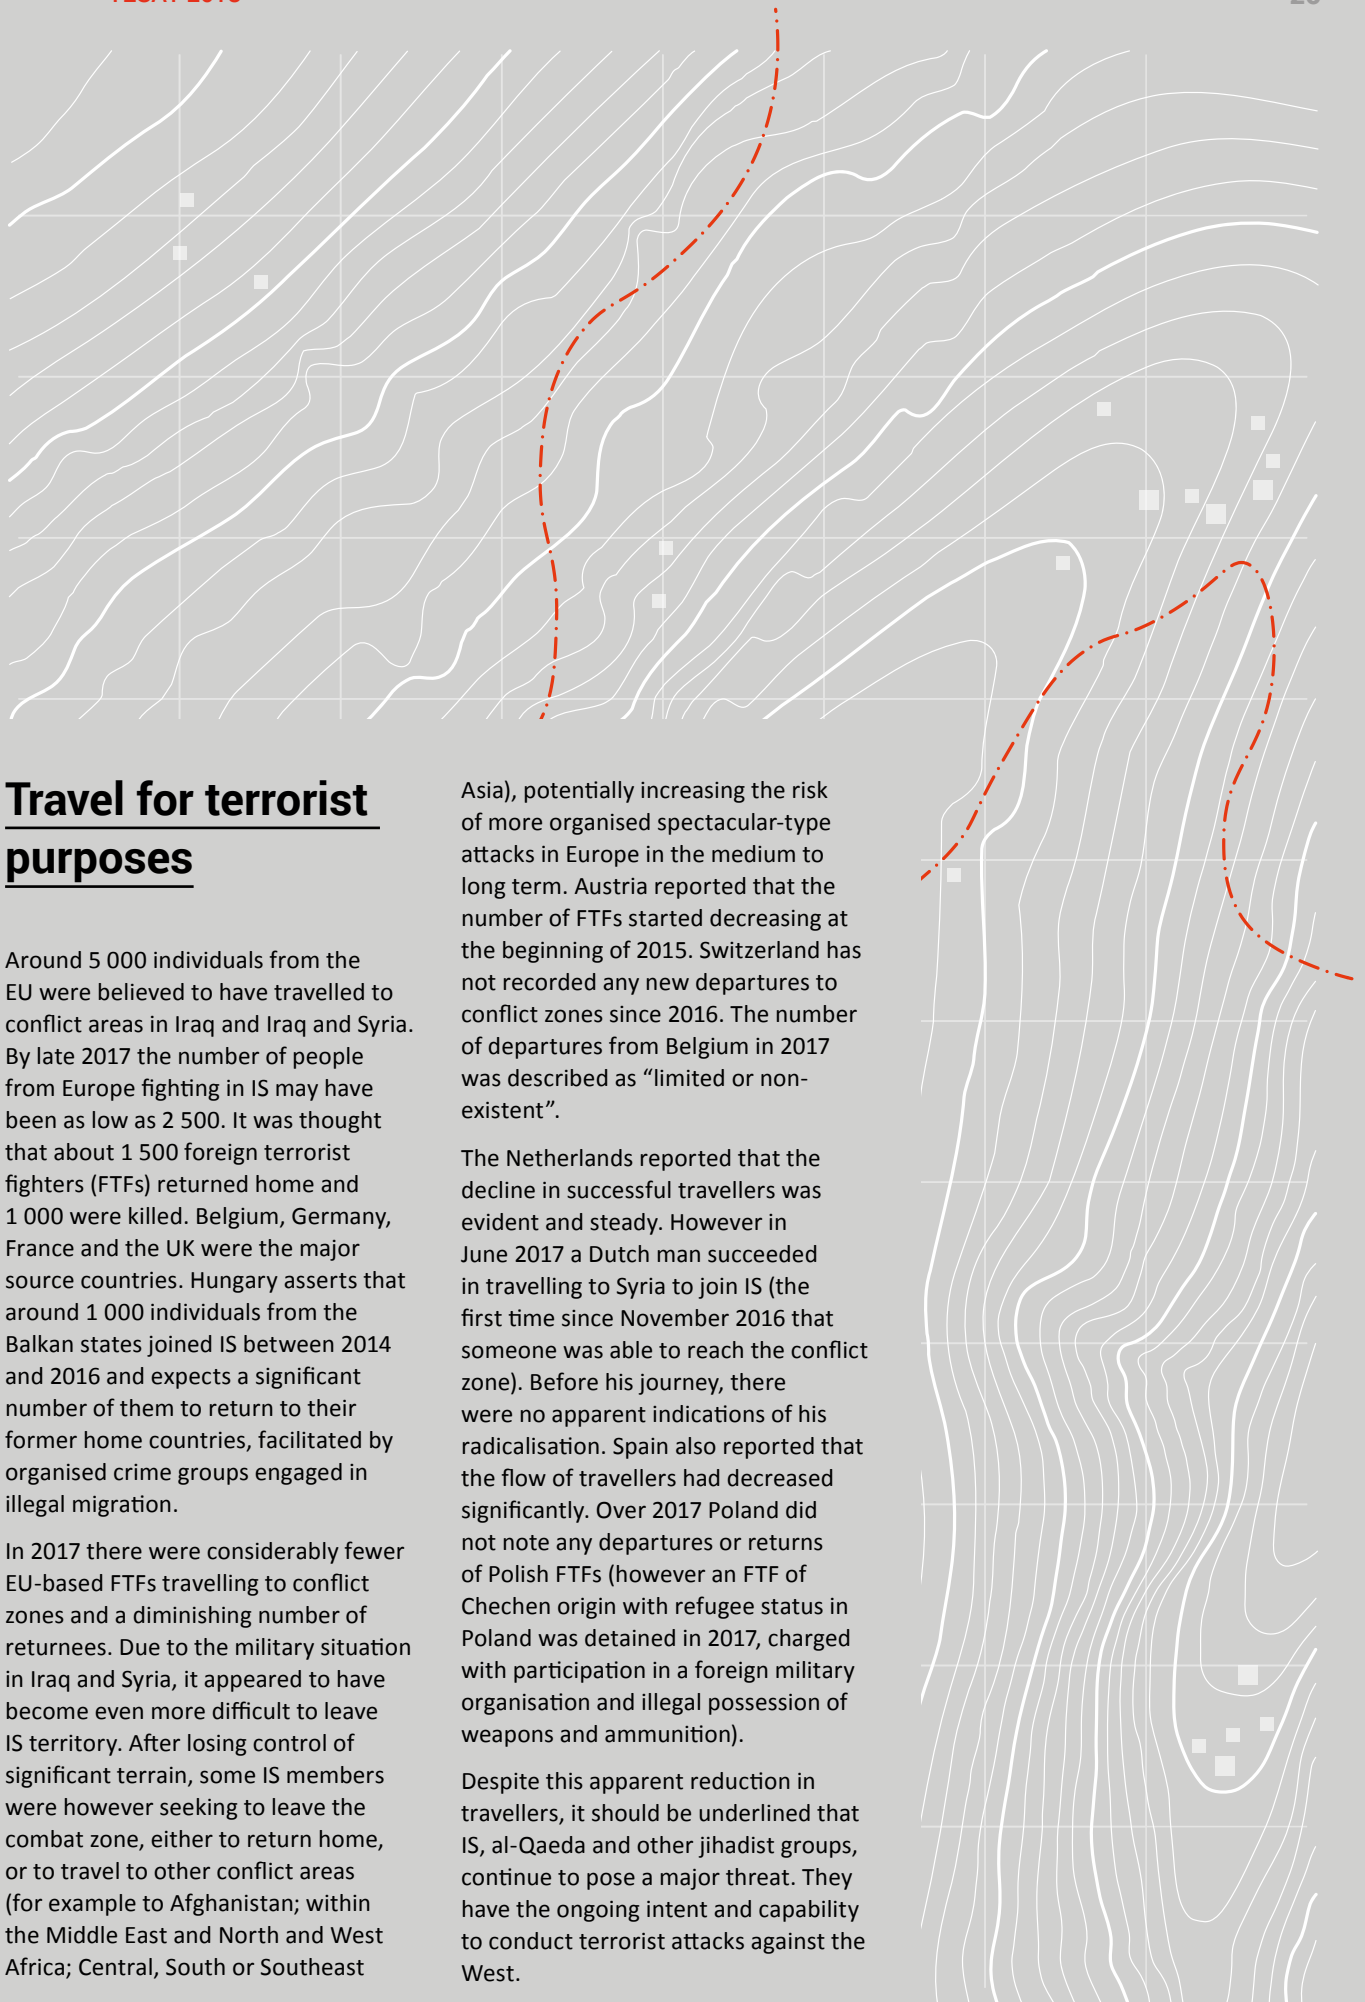 Travel for terrorist
purposes
Around 5 000 individuals from the
EU were believed to have travelled to
conflict areas in Iraq and Iraq and Syria.
By late 2017 the number of people
from Europe fighting in IS may have
been as low as 2 500. It was thought
that about 1 500 foreign terrorist
fighters (FTFs) returned home and
1 000 were killed. Belgium, Germany,
France and the UK were the major
source countries. Hungary asserts that
around 1 000 individuals from the
Balkan states joined IS between 2014
and 2016 and expects a significant
number of them to return to their
former home countries, facilitated by
organised crime groups engaged in
illegal migration.
In 2017 there were considerably fewer
EU-based FTFs travelling to conflict
zones and a diminishing number of
returnees. Due to the military situation
in Iraq and Syria, it appeared to have
become even more difficult to leave
IS territory. After losing control of
significant terrain, some IS members
were however seeking to leave the
combat zone, either to return home,
or to travel to other conflict areas
(for example to Afghanistan; within
the Middle East and North and West
Africa; Central, South or Southeast
Asia), potentially increasing the risk
of more organised spectacular-type
attacks in Europe in the medium to
long term. Austria reported that the
number of FTFs started decreasing at
the beginning of 2015. Switzerland has
not recorded any new departures to
conflict zones since 2016. The number
of departures from Belgium in 2017
was described as “limited or non-
existent”.
The Netherlands reported that the
decline in successful travellers was
evident and steady. However in
June 2017 a Dutch man succeeded
in travelling to Syria to join IS (the
first time since November 2016 that
someone was able to reach the conflict
zone). Before his journey, there
were no apparent indications of his
radicalisation. Spain also reported that
the flow of travellers had decreased
significantly. Over 2017 Poland did
not note any departures or returns
of Polish FTFs (however an FTF of
Chechen origin with refugee status in
Poland was detained in 2017, charged
with participation in a foreign military
organisation and illegal possession of
weapons and ammunition).
Despite this apparent reduction in
travellers, it should be underlined that
IS, al-Qaeda and other jihadist groups,
continue to pose a major threat. They
have the ongoing intent and capability
to conduct terrorist attacks against the
West.